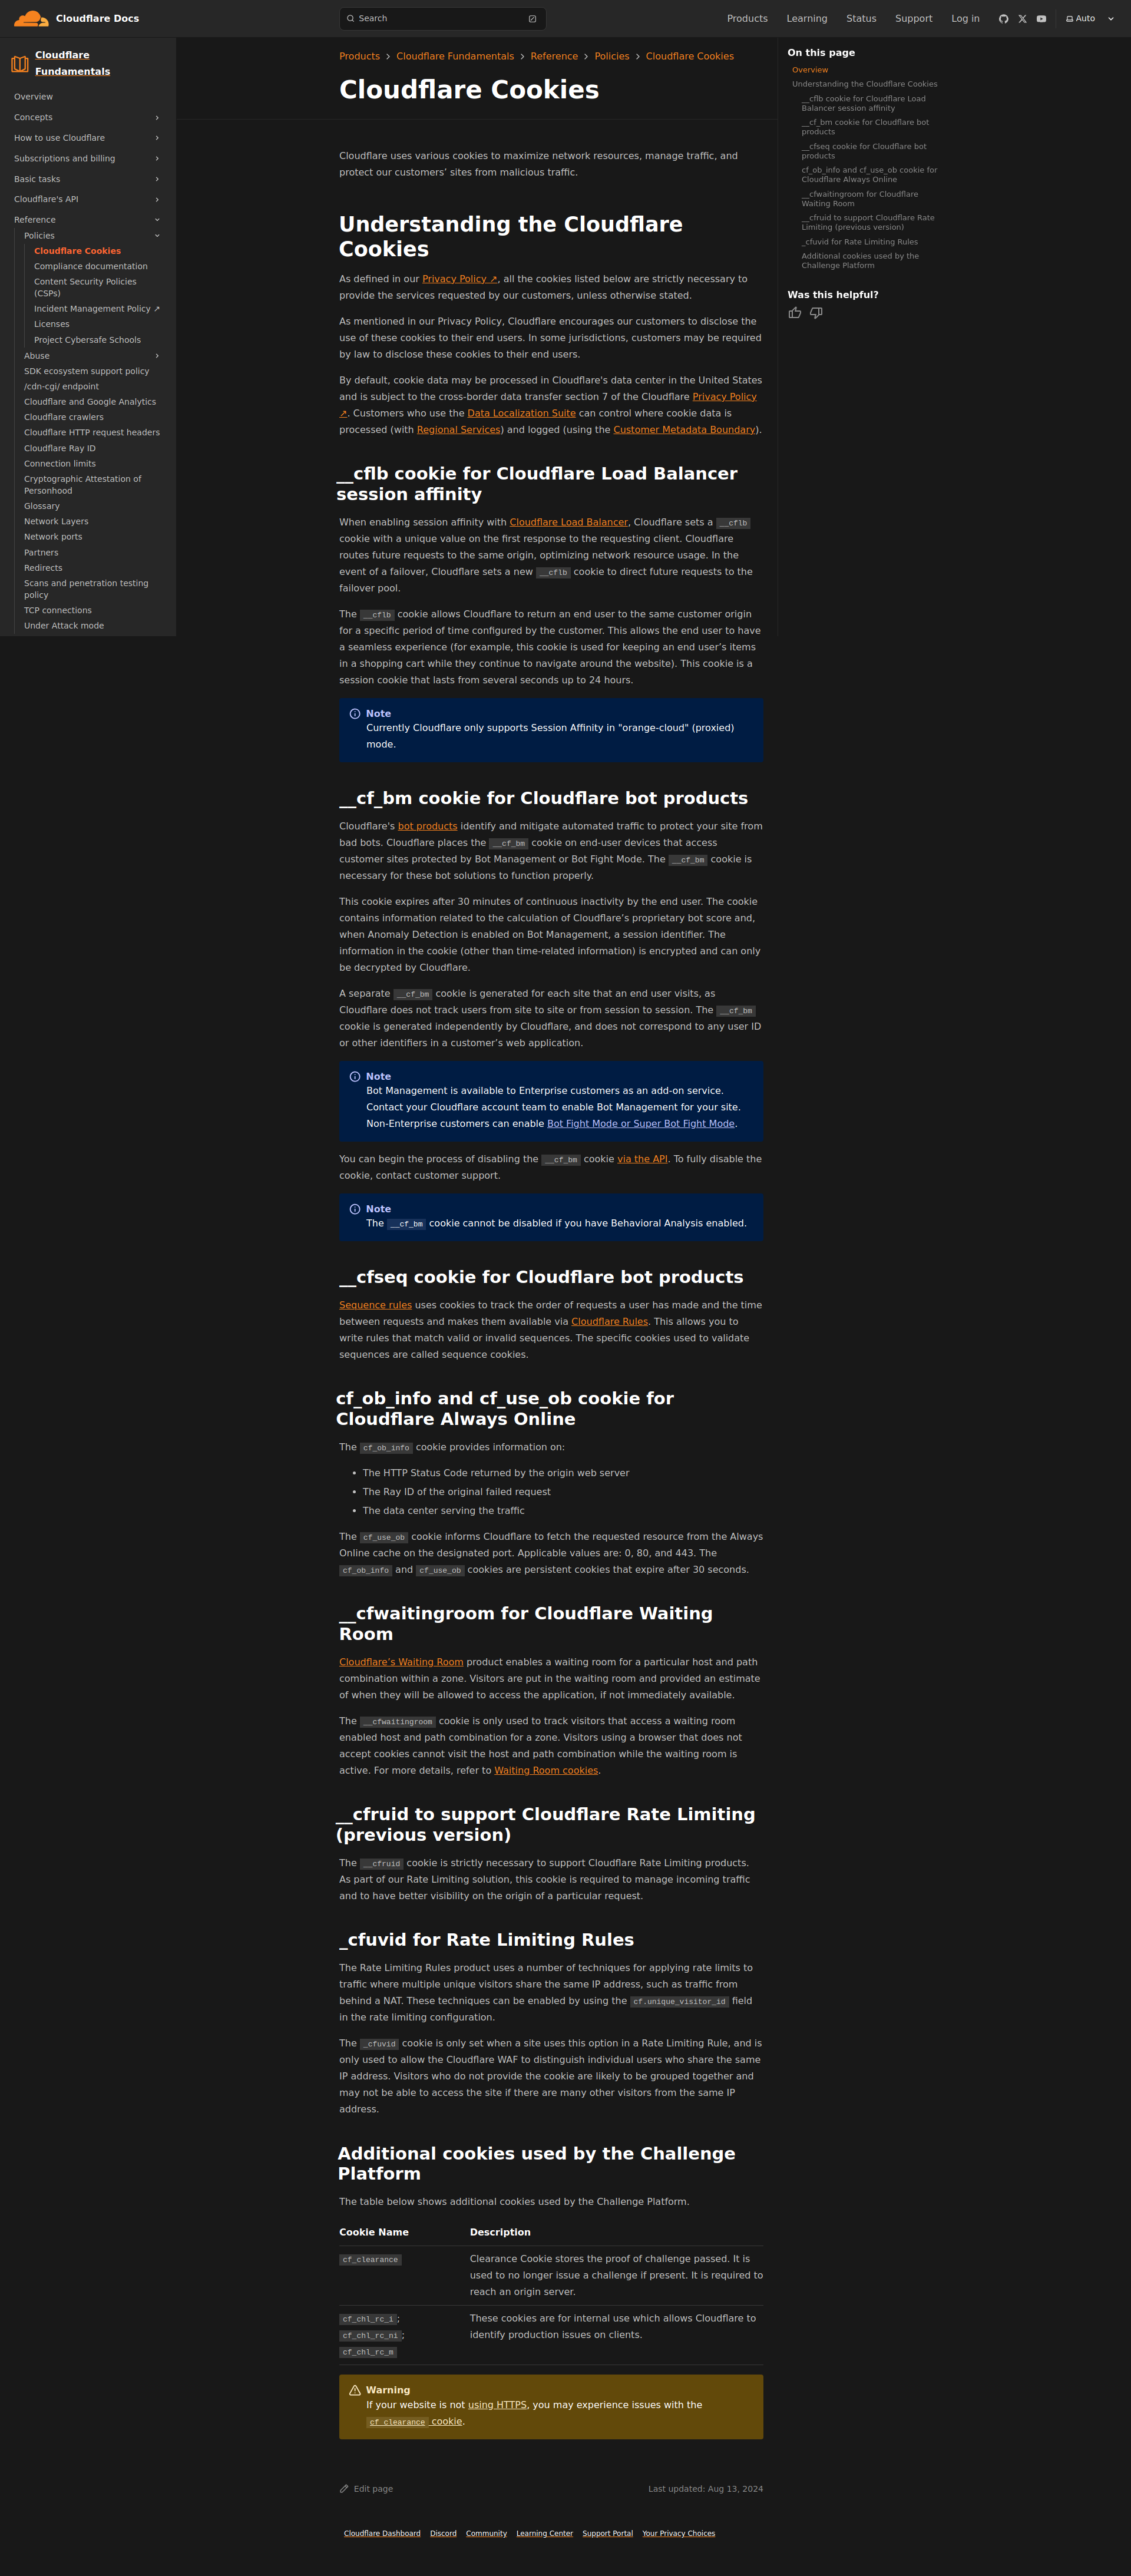 Cloudflare Docs
Search
Products
Learning
Status
Support
Log in
Auto
Cloudflare
Fundamentals
Overview
Concepts
How to use Cloudflare
Subscriptions and billing
Basic tasks
Cloudflare's API
Reference
Policies
Cloudflare Cookies
Compliance documentation
Content Security Policies
(CSPs)
Incident Management Policy ↗
Licenses
Project Cybersafe Schools
Abuse
SDK ecosystem support policy
/cdn-cgi/ endpoint
Cloudflare and Google Analytics
Cloudflare crawlers
Cloudflare HTTP request headers
Cloudflare Ray ID
Connection limits
Cryptographic Attestation of
Personhood
Glossary
Network Layers
Network ports
Partners
Redirects
Scans and penetration testing
policy
TCP connections
Under Attack mode
Products > Cloudflare Fundamentals > Reference > Policies > Cloudflare Cookies
Cloudflare Cookies
Cloudflare uses various cookies to maximize network resources, manage traffic, and
protect our customers’ sites from malicious traffic.
Understanding the Cloudflare
Cookies
As defined in our Privacy Policy ↗, all the cookies listed below are strictly necessary to
provide the services requested by our customers, unless otherwise stated.
As mentioned in our Privacy Policy, Cloudflare encourages our customers to disclose the
use of these cookies to their end users. In some jurisdictions, customers may be required
by law to disclose these cookies to their end users.
By default, cookie data may be processed in Cloudflare's data center in the United States
and is subject to the cross-border data transfer section 7 of the Cloudflare Privacy Policy
↗. Customers who use the Data Localization Suite can control where cookie data is
processed (with Regional Services) and logged (using the Customer Metadata Boundary).
__cflb cookie for Cloudflare Load Balancer
session affinity
When enabling session affinity with Cloudflare Load Balancer, Cloudflare sets a __cflb
cookie with a unique value on the first response to the requesting client. Cloudflare
routes future requests to the same origin, optimizing network resource usage. In the
event of a failover, Cloudflare sets a new __cflb cookie to direct future requests to the
failover pool.
The __cflb cookie allows Cloudflare to return an end user to the same customer origin
for a specific period of time configured by the customer. This allows the end user to have
a seamless experience (for example, this cookie is used for keeping an end user’s items
in a shopping cart while they continue to navigate around the website). This cookie is a
session cookie that lasts from several seconds up to 24 hours.
Note
Currently Cloudflare only supports Session Affinity in "orange-cloud" (proxied)
mode.
__cf_bm cookie for Cloudflare bot products
Cloudflare's bot products identify and mitigate automated traffic to protect your site from
bad bots. Cloudflare places the __cf_bm cookie on end-user devices that access
customer sites protected by Bot Management or Bot Fight Mode. The __cf_bm cookie is
necessary for these bot solutions to function properly.
This cookie expires after 30 minutes of continuous inactivity by the end user. The cookie
contains information related to the calculation of Cloudflare’s proprietary bot score and,
when Anomaly Detection is enabled on Bot Management, a session identifier. The
information in the cookie (other than time-related information) is encrypted and can only
be decrypted by Cloudflare.
A separate __cf_bm cookie is generated for each site that an end user visits, as
Cloudflare does not track users from site to site or from session to session. The __cf_bm
cookie is generated independently by Cloudflare, and does not correspond to any user ID
or other identifiers in a customer’s web application.
Note
Bot Management is available to Enterprise customers as an add-on service.
Contact your Cloudflare account team to enable Bot Management for your site.
Non-Enterprise customers can enable Bot Fight Mode or Super Bot Fight Mode.
You can begin the process of disabling the __cf_bm cookie via the API. To fully disable the
cookie, contact customer support.
Note
The __cf_bm cookie cannot be disabled if you have Behavioral Analysis enabled.
__cfseq cookie for Cloudflare bot products
Sequence rules uses cookies to track the order of requests a user has made and the time
between requests and makes them available via Cloudflare Rules. This allows you to
write rules that match valid or invalid sequences. The specific cookies used to validate
sequences are called sequence cookies.
cf_ob_info and cf_use_ob cookie for
Cloudflare Always Online
The cf_ob_info cookie provides information on:
• The HTTP Status Code returned by the origin web server
• The Ray ID of the original failed request
• The data center serving the traffic
The cf_use_ob cookie informs Cloudflare to fetch the requested resource from the Always
Online cache on the designated port. Applicable values are: 0, 80, and 443. The
cf_ob_info and cf_use_ob cookies are persistent cookies that expire after 30 seconds.
__cfwaitingroom for Cloudflare Waiting
Room
Cloudflare’s Waiting Room product enables a waiting room for a particular host and path
combination within a zone. Visitors are put in the waiting room and provided an estimate
of when they will be allowed to access the application, if not immediately available.
The __cfwaitingroom cookie is only used to track visitors that access a waiting room
enabled host and path combination for a zone. Visitors using a browser that does not
accept cookies cannot visit the host and path combination while the waiting room is
active. For more details, refer to Waiting Room cookies.
__cfruid to support Cloudflare Rate Limiting
(previous version)
The __cfruid cookie is strictly necessary to support Cloudflare Rate Limiting products.
As part of our Rate Limiting solution, this cookie is required to manage incoming traffic
and to have better visibility on the origin of a particular request.
_cfuvid for Rate Limiting Rules
The Rate Limiting Rules product uses a number of techniques for applying rate limits to
traffic where multiple unique visitors share the same IP address, such as traffic from
behind a NAT. These techniques can be enabled by using the cf.unique_visitor_id field
in the rate limiting configuration.
The _cfuvid cookie is only set when a site uses this option in a Rate Limiting Rule, and is
only used to allow the Cloudflare WAF to distinguish individual users who share the same
IP address. Visitors who do not provide the cookie are likely to be grouped together and
may not be able to access the site if there are many other visitors from the same IP
address.
Additional cookies used by the Challenge
Platform
The table below shows additional cookies used by the Challenge Platform.
Cookie Name Description
cf_clearance Clearance Cookie stores the proof of challenge passed. It is
used to no longer issue a challenge if present. It is required to
reach an origin server.
cf_chl_rc_i; These cookies are for internal use which allows Cloudflare to
cf_chl_rc_ni; identify production issues on clients.
cf_chl_rc_m
Warning
If your website is not using HTTPS, you may experience issues with the
cf_clearance cookie.
Edit page
Last updated: Aug 13, 2024
Cloudflare Dashboard Discord Community Learning Center Support Portal Your Privacy Choices
On this page
Overview
Understanding the Cloudflare Cookies
__cflb cookie for Cloudflare Load
Balancer session affinity
__cf_bm cookie for Cloudflare bot
products
__cfseq cookie for Cloudflare bot
products
cf_ob_info and cf_use_ob cookie for
Cloudflare Always Online
__cfwaitingroom for Cloudflare
Waiting Room
__cfruid to support Cloudflare Rate
Limiting (previous version)
_cfuvid for Rate Limiting Rules
Additional cookies used by the
Challenge Platform
Was this helpful?